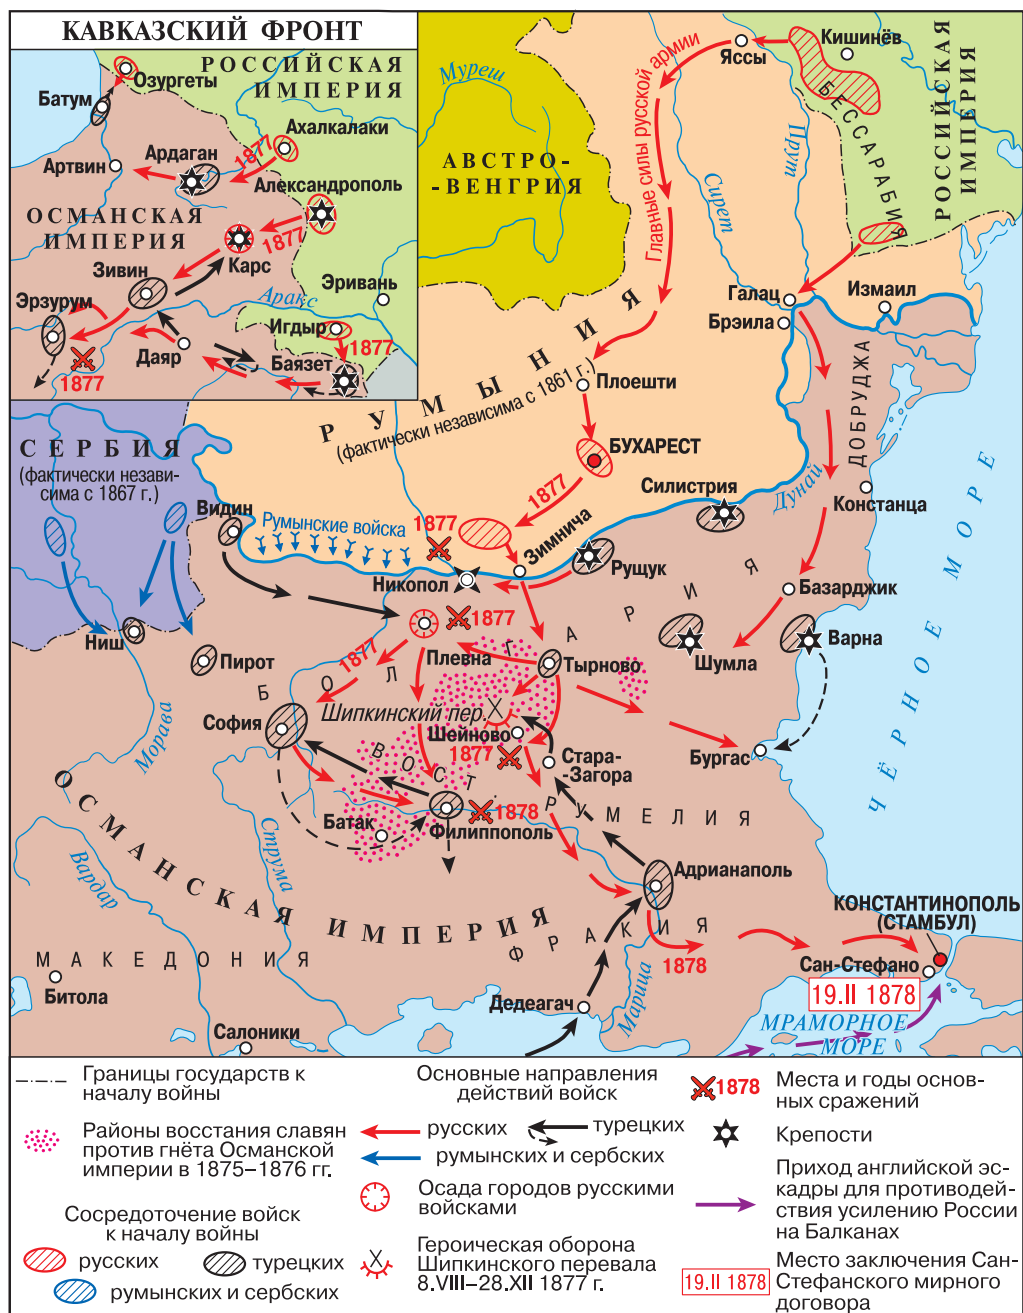 КАВКАЗСКИЙ ФРОНТ
РОССИЙСКАЯ
ИМПЕРИЯ
Озургеты
Батум
Ахалкалаки
Ардаган
1877
Артвин
Александрополь
ОСМАНСКАЯ
ИМПЕРИЯ
1877
Карс
Зивин
Эривань
Аракс
Эрзурум
Игдыр
1877
Даяр
Баязет
1877
АВСТРО-
-ВЕНГРИЯ
Муреш
Главные силы русской армии
Яссы
Кишинёв
БЕССАРАБИЯ
РОССИЙСКАЯ
ИМПЕРИЯ
Прут
Сирет
Галац
Измаил
Брэила
РУМЫНИЯ
(фактически независима с 1861 г.)
Плоешти
БУХАРЕСТ
1877
ДОБРУДЖА
Силистрия
Дунай
Констанца
СЕРБИЯ
(фактически незави-
сима с 1867 г.)
Видин
Румынские войска
1877
Зимнича
Никопол
Рущук
Базарджик
ЧЁРНОЕ МОРЕ
Ниш
Пирот
1877
Плевна
1877
Тырново
Шумла
Варна
БОЛГАРИЯ
София
Шипкинский пер.
Шейново
1877
Стара-
-Загора
Бургас
Морава
ВОСТ. РУМЕЛИЯ
1878
Батак
Филиппополь
Струма
Вардар
ОСМАНСКАЯ ИМПЕРИЯ
Адрианаполь
ФРАКИЯ
1878
КОНСТАНТИНОПОЛЬ
(СТАМБУЛ)
Сан-Стефано
19.II 1878
МАКЕДОНИЯ
Битола
Дедеагач
Марица
МРАМОРНОЕ
МОРЕ
Салоники
Границы государств к
началу войны
Районы восстания славян
против гнёта Османской
империи в 1875–1876 гг.
Сосредоточение войск
к началу войны
русских
турецких
румынских и сербских
Основные направления
действий войск
русских
турецких
румынских и сербских
Осада городов русскими
войсками
Героическая оборона
Шипкинского перевала
8.VIII–28.XII 1877 г.
1878
Места и годы основ-
ных сражений
Крепости
Приход английской эс-
кадры для противодей-
ствия усилению России
на Балканах
19.II 1878
Место заключения Сан-
Стефанского мирного
договора